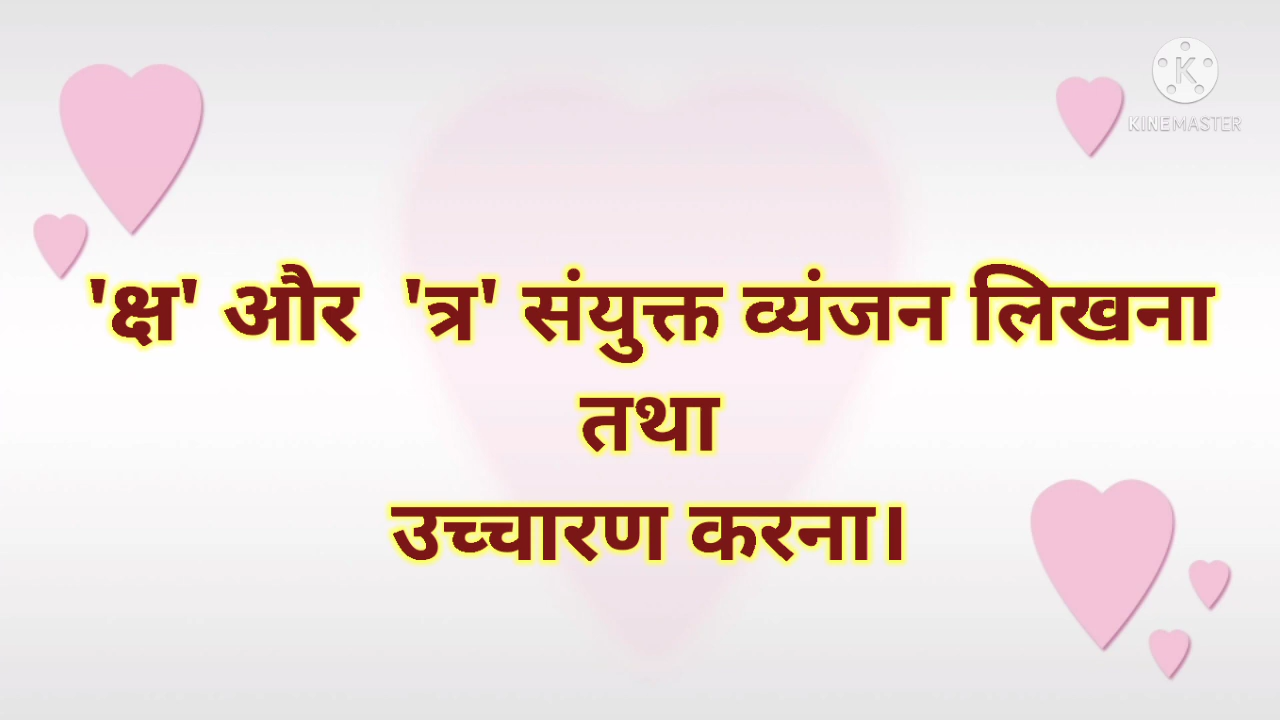 KINEMASTER
'क्ष' और 'त्र' संयुक्त व्यंजन लिखना
तथा
उच्चारण करना।